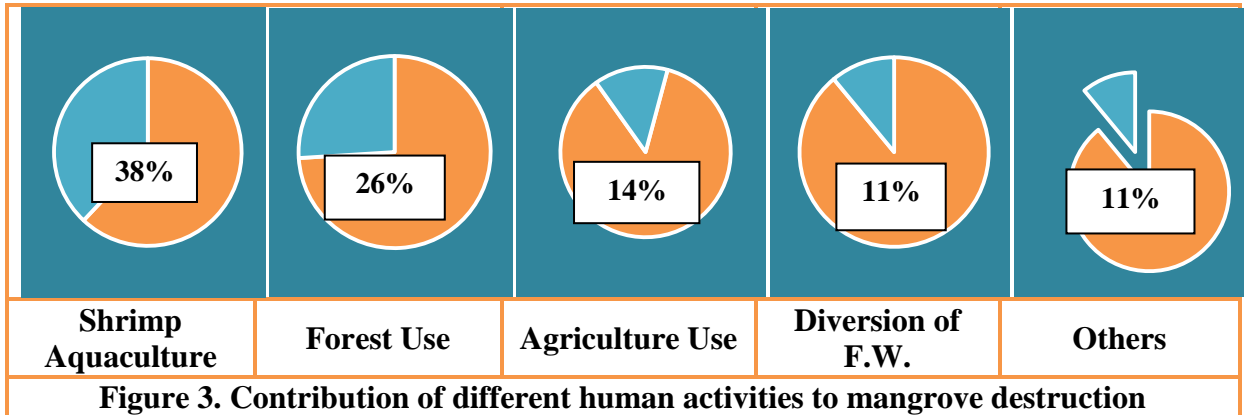 38%
26%
14%
11%
11%
Shrimp
Aquaculture
Forest Use
Agriculture Use
Diversion of
F.W.
Others
Figure 3. Contribution of different human activities to mangrove destruction